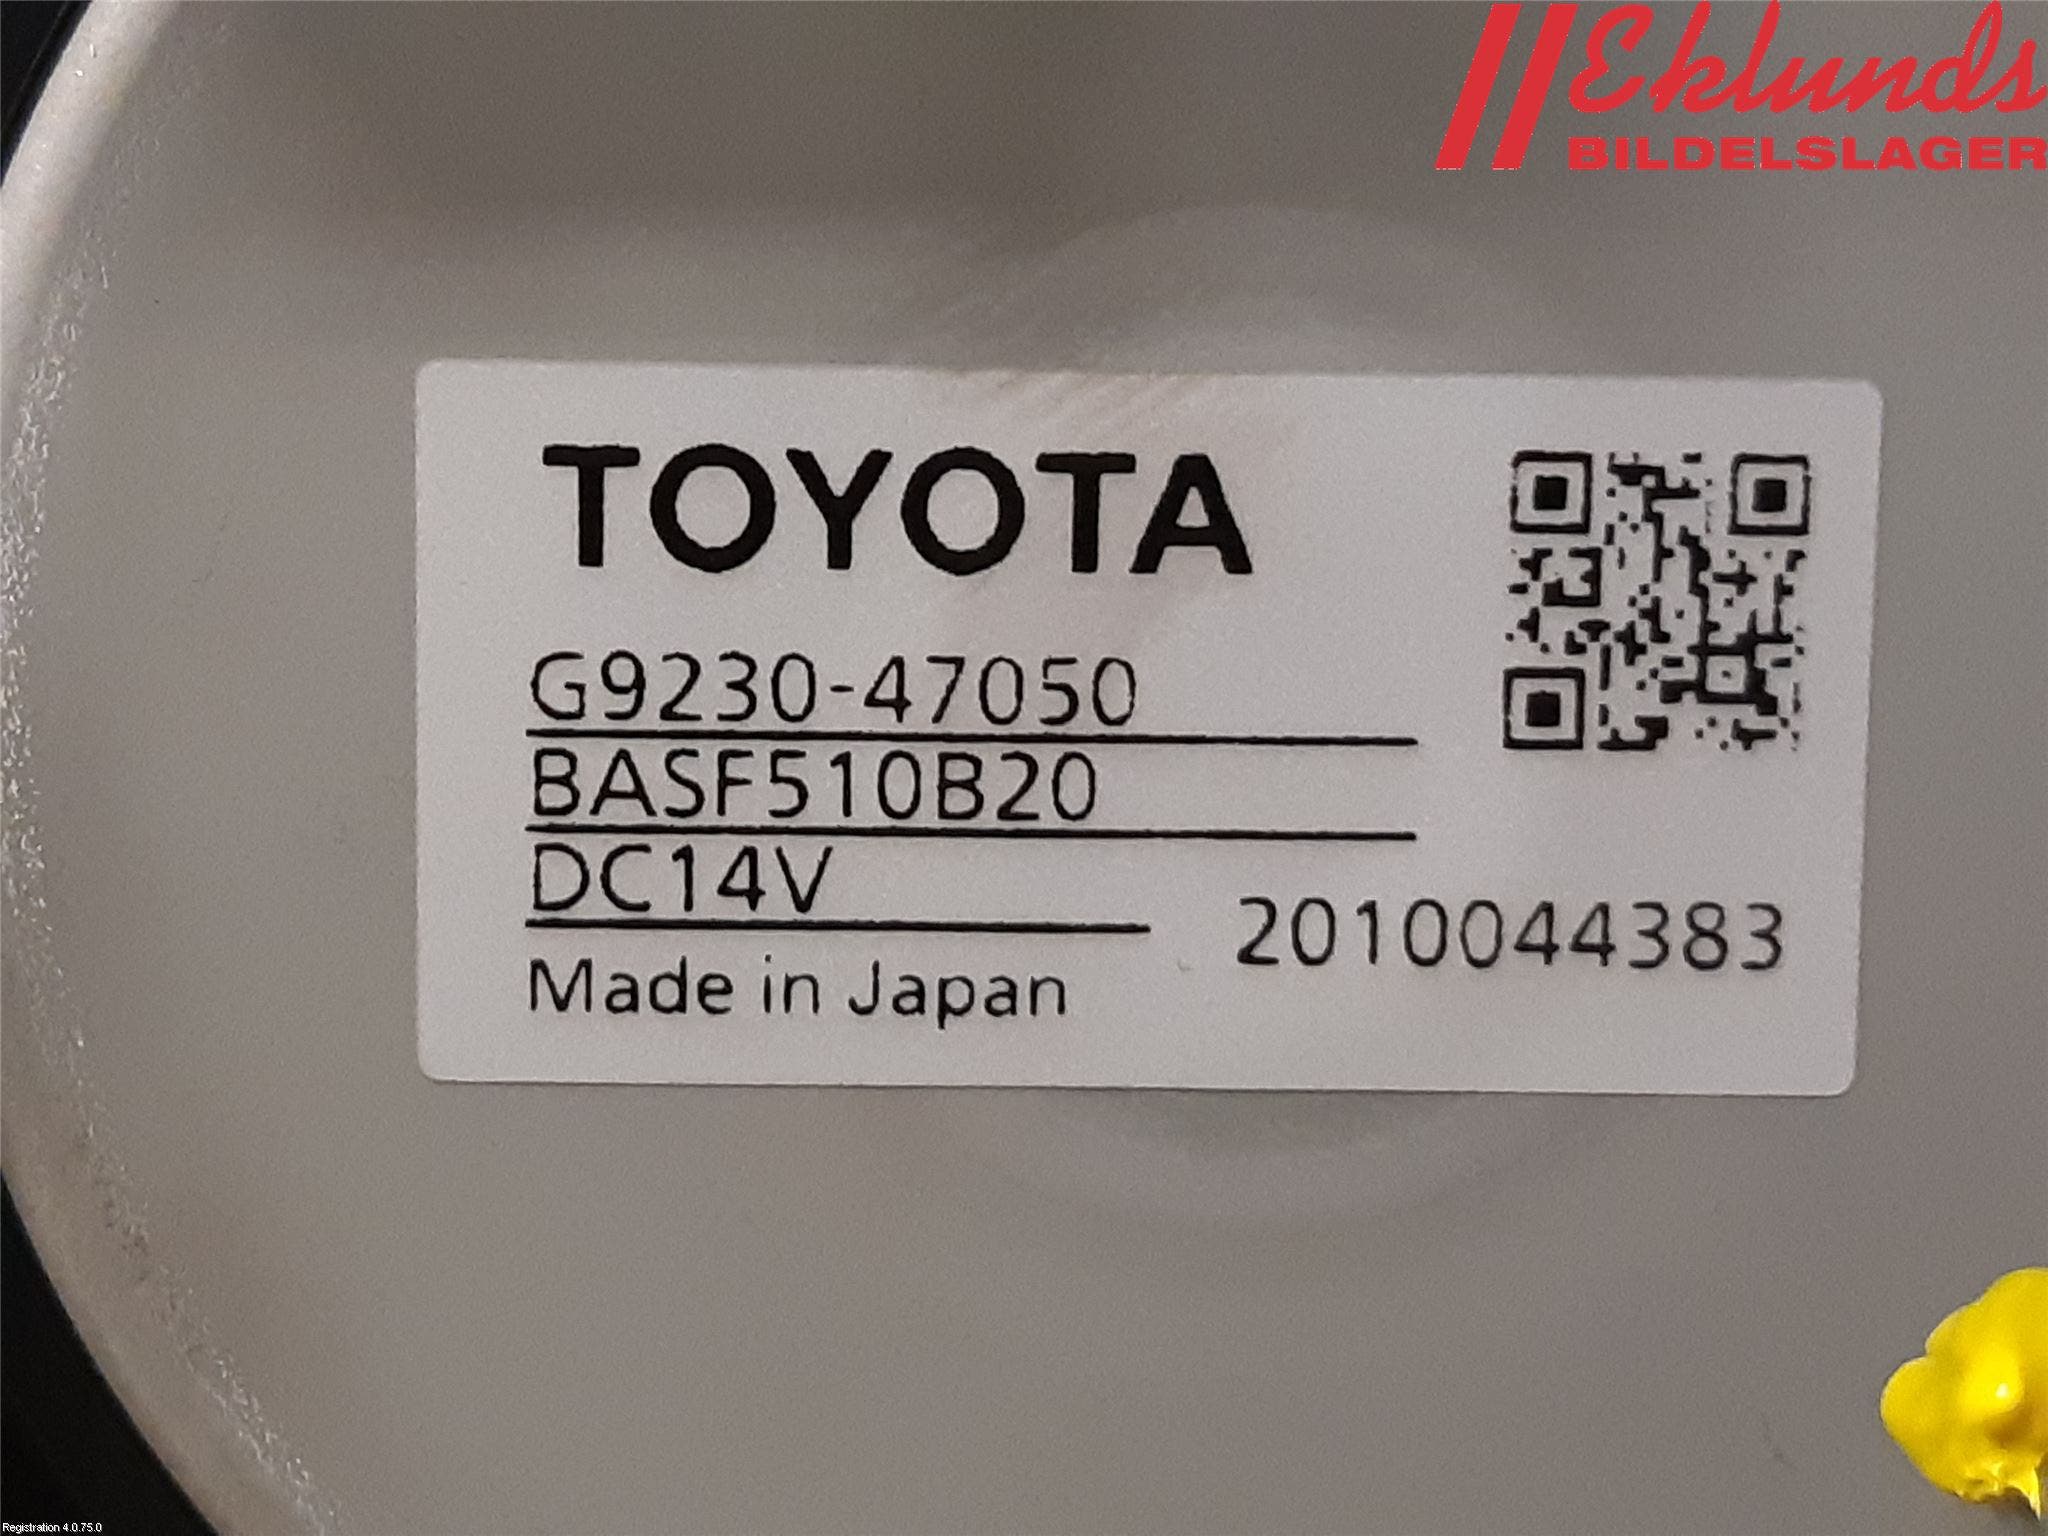 Eklunds
BILDELSLAGER
TOYOTA
G9230-47050
BASF510B20
DC14V
2010044383
Made in Japan
Registration 4.0.75.0